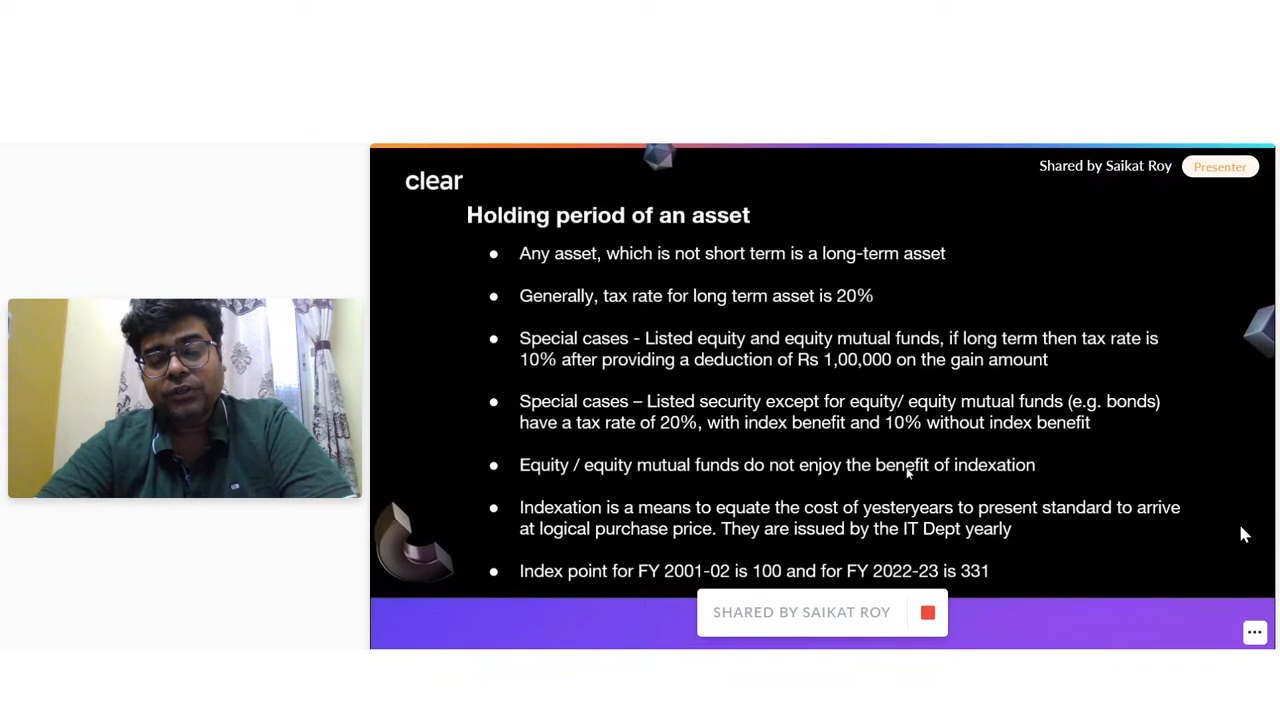 clear
Shared by Saikat Roy
Presenter
Holding period of an asset
● Any asset, which is not short term is a long-term asset
● Generally, tax rate for long term asset is 20%
● Special cases - Listed equity and equity mutual funds, if long term then tax rate is
10% after providing a deduction of Rs 1,00,000 on the gain amount
● Special cases – Listed security except for equity/ equity mutual funds (e.g. bonds)
have a tax rate of 20%, with index benefit and 10% without index benefit
● Equity / equity mutual funds do not enjoy the benefit of indexation
● Indexation is a means to equate the cost of yesteryears to present standard to arrive
at logical purchase price. They are issued by the IT Dept yearly
● Index point for FY 2001-02 is 100 and for FY 2022-23 is 331
SHARED BY SAIKAT ROY